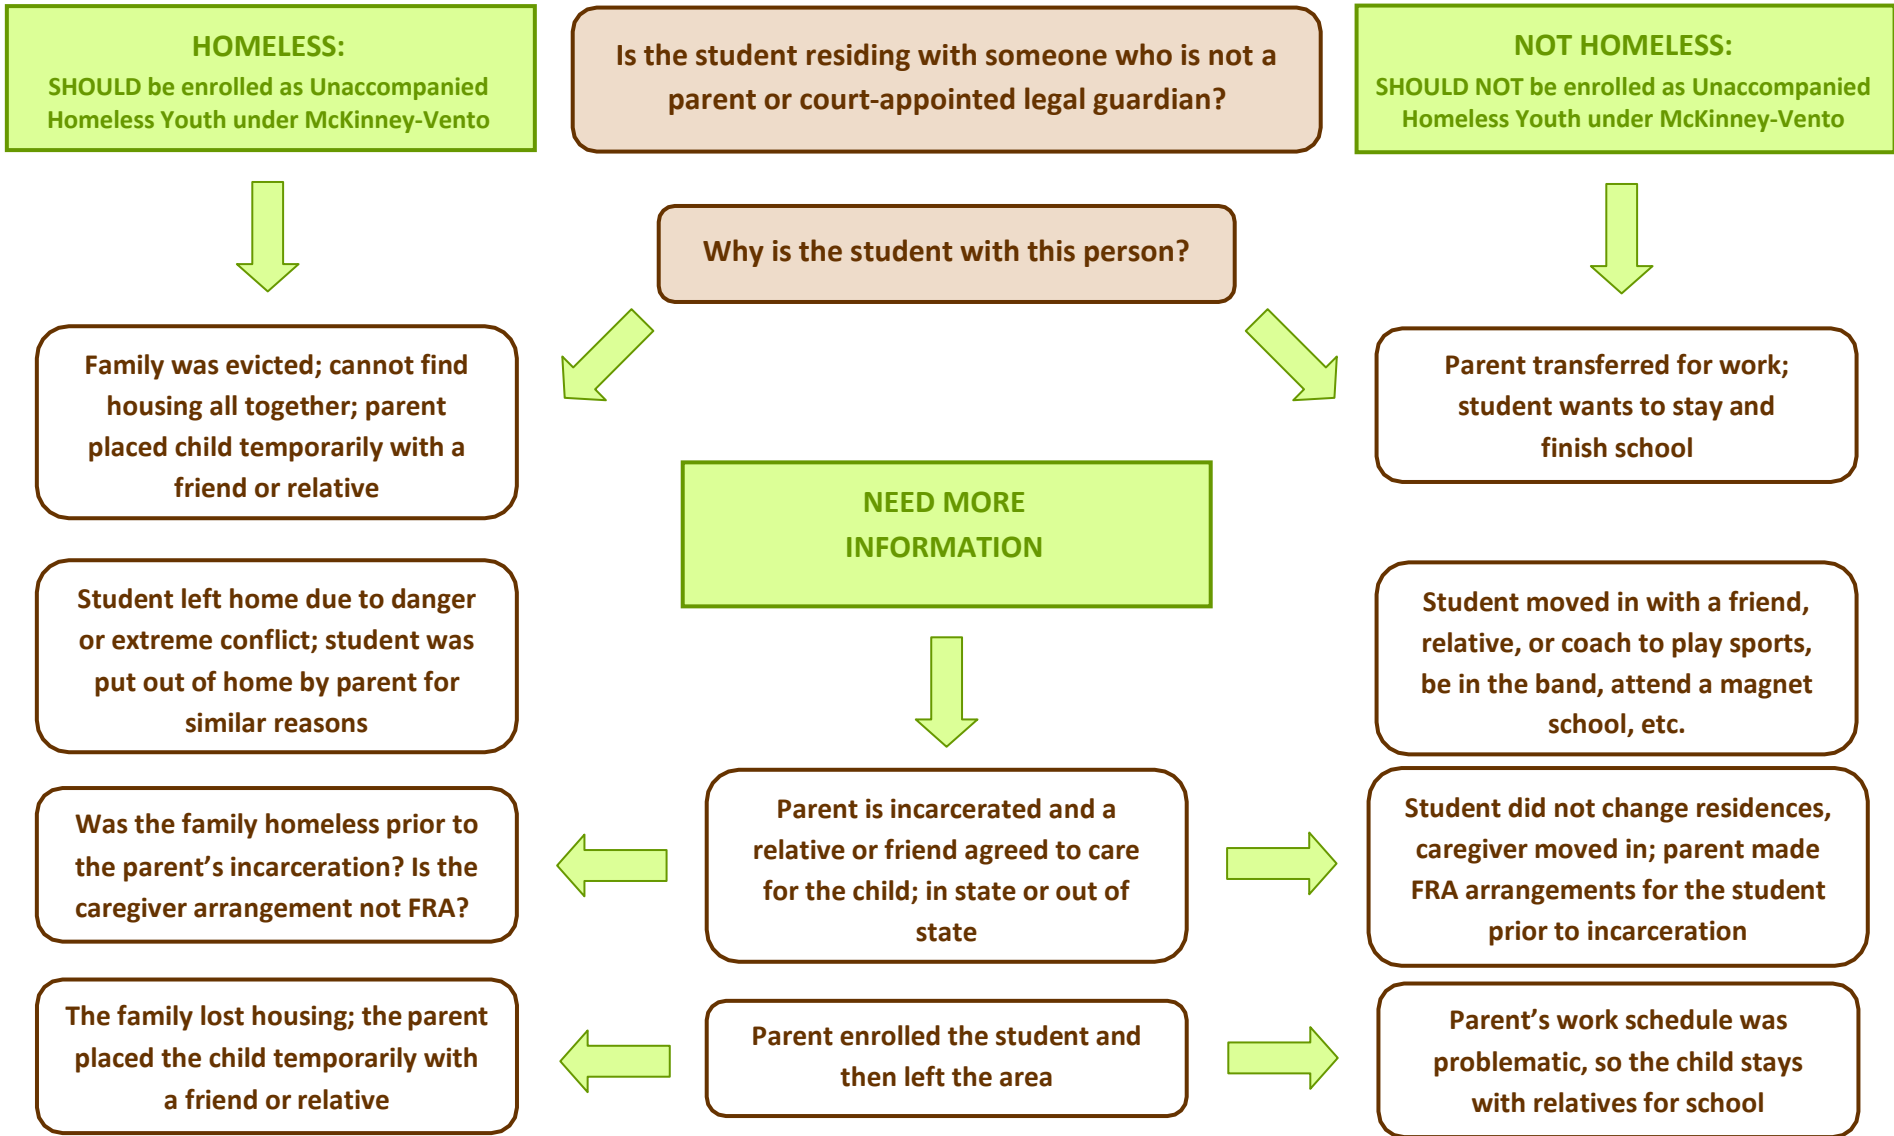 HOMELESS:
SHOULD be enrolled as Unaccompanied
Homeless Youth under McKinney-Vento
Is the student residing with someone who is not a
parent or court-appointed legal guardian?
NOT HOMELESS:
SHOULD NOT be enrolled as Unaccompanied
Homeless Youth under McKinney-Vento
Why is the student with this person?
Family was evicted; cannot find
housing all together; parent
placed child temporarily with a
friend or relative
Parent transferred for work;
student wants to stay and
finish school
NEED MORE
INFORMATION
Student left home due to danger
or extreme conflict; student was
put out of home by parent for
similar reasons
Student moved in with a friend,
relative, or coach to play sports,
be in the band, attend a magnet
school, etc.
Was the family homeless prior to
the parent’s incarceration? Is the
caregiver arrangement not FRA?
Parent is incarcerated and a
relative or friend agreed to care
for the child; in state or out of
state
Student did not change residences,
caregiver moved in; parent made
FRA arrangements for the student
prior to incarceration
The family lost housing; the parent
placed the child temporarily with
a friend or relative
Parent enrolled the student and
then left the area
Parent’s work schedule was
problematic, so the child stays
with relatives for school